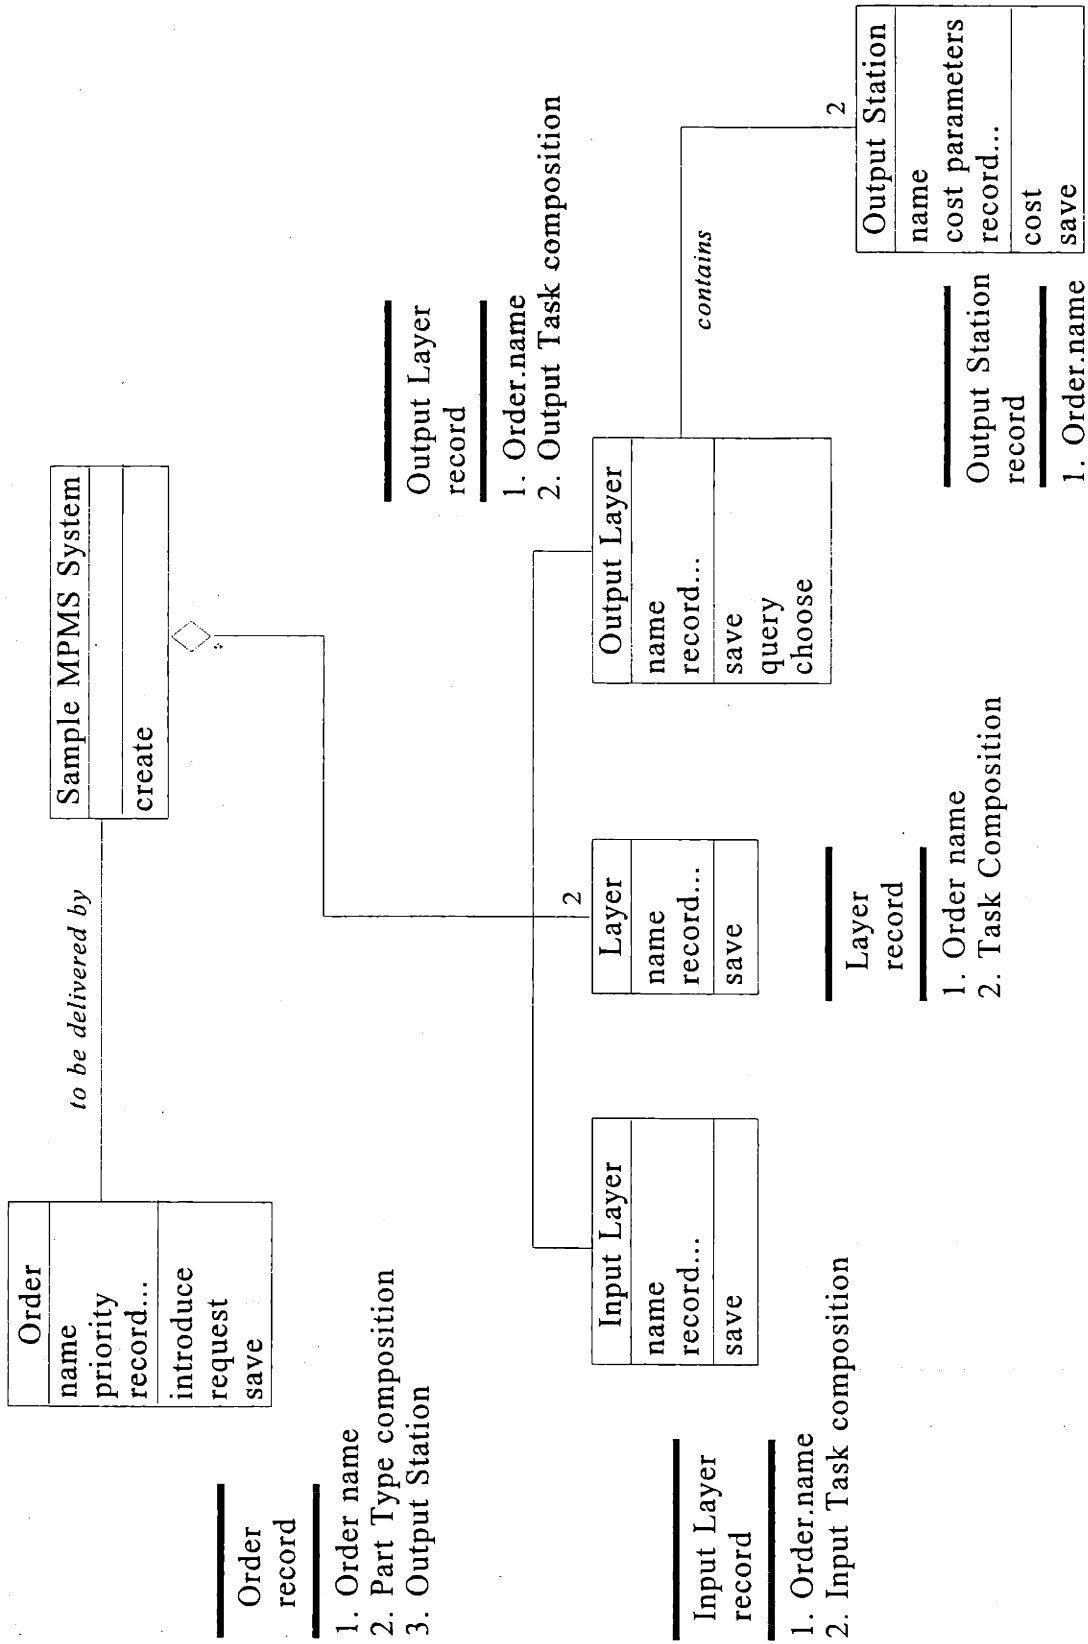 Order
name
priority
record...
introduce
request
save
to be delivered by
Sample MPMS System
create
Order
record
1. Order name
2. Part Type composition
3. Output Station
Output Layer
record
1. Order.name
2. Output Task composition
Input Layer
name
record...
save
2
Layer
name
record...
save
Output Layer
name
record...
save
query
choose
contains
2
Output Station
name
cost parameters
record...
cost
save
Input Layer
record
1. Order.name
2. Input Task composition
Layer
record
1. Order name
2. Task Composition
Output Station
record
1. Order.name